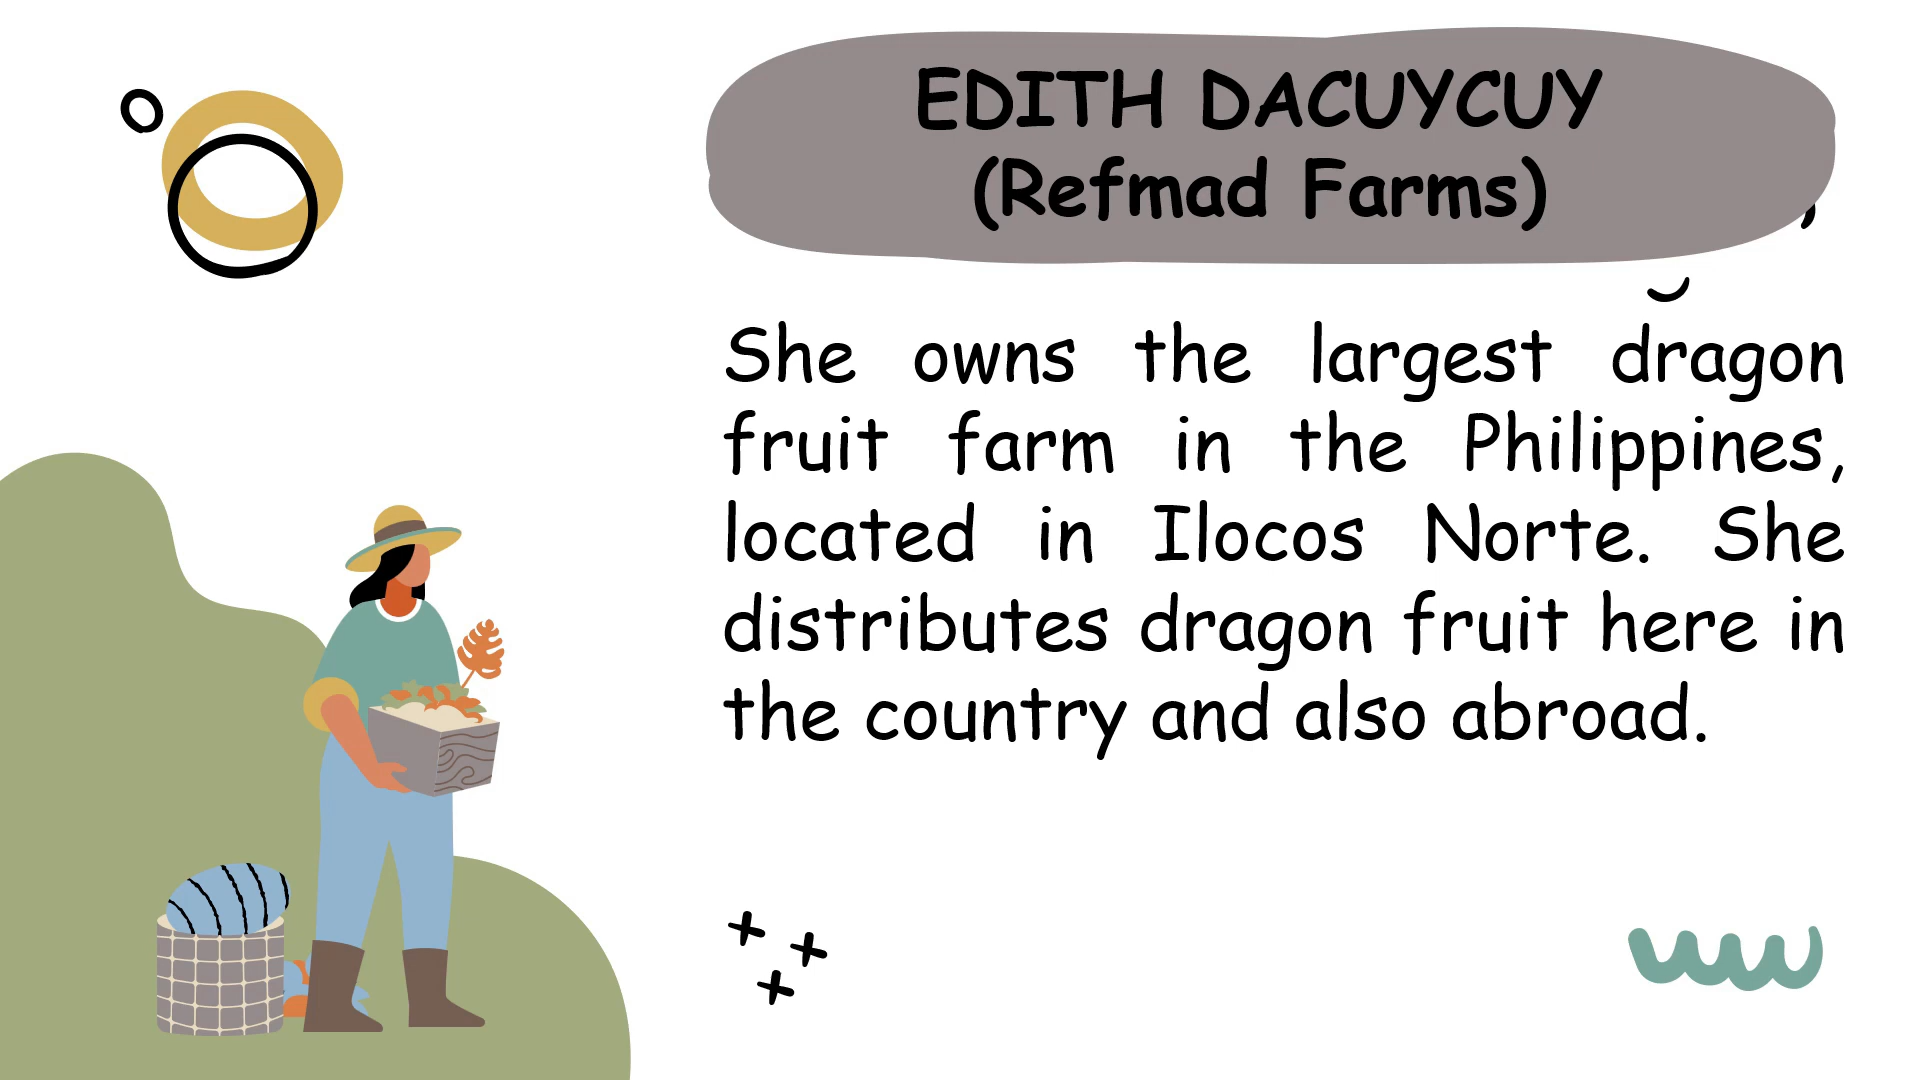 EDITH DACUYCUY
(Refmad Farms)
She owns the largest dragon
fruit farm in the Philippines,
located in Ilocos Norte. She
distributes dragon fruit here in
the country and also abroad.